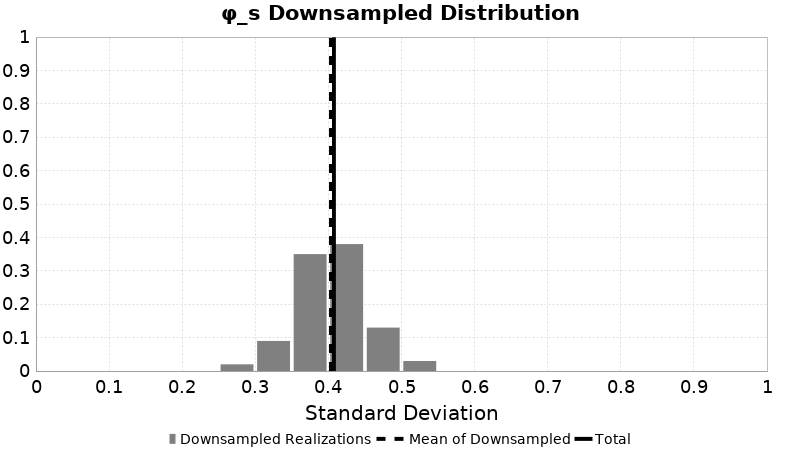 φ_s Downsampled Distribution
1
0.9
0.8
0.7
0.6
0.5
0.4
0.3
0.2
0.1
0
0 0.1 0.2 0.3 0.4 0.5 0.6 0.7 0.8 0.9 1
Standard Deviation
Downsampled Realizations Mean of Downsampled Total